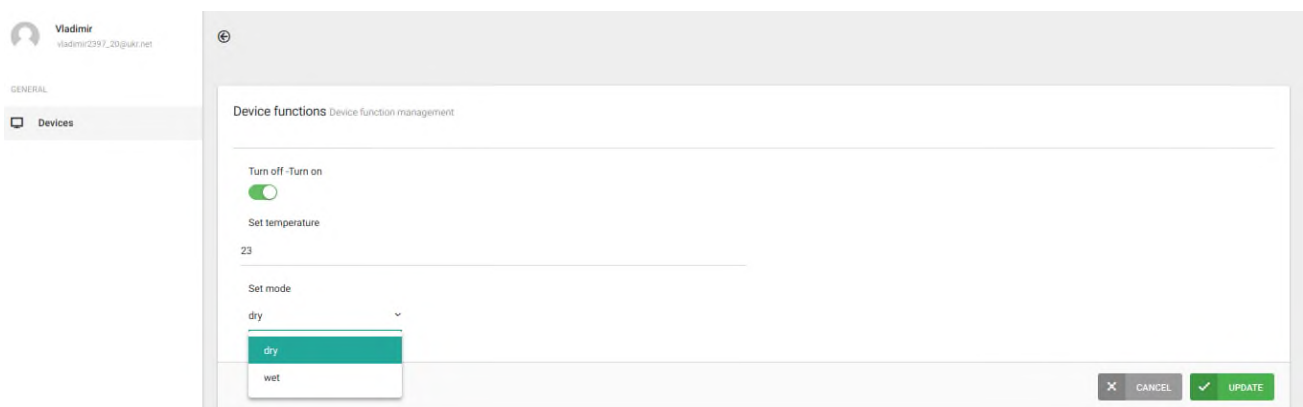 Vladimir
vladimir2397_20@ukr.net
GENERAL
Devices
Device functions Device function management
Turn off -Turn on
Set temperature
23
Set mode
dry
dry
wet
CANCEL
UPDATE